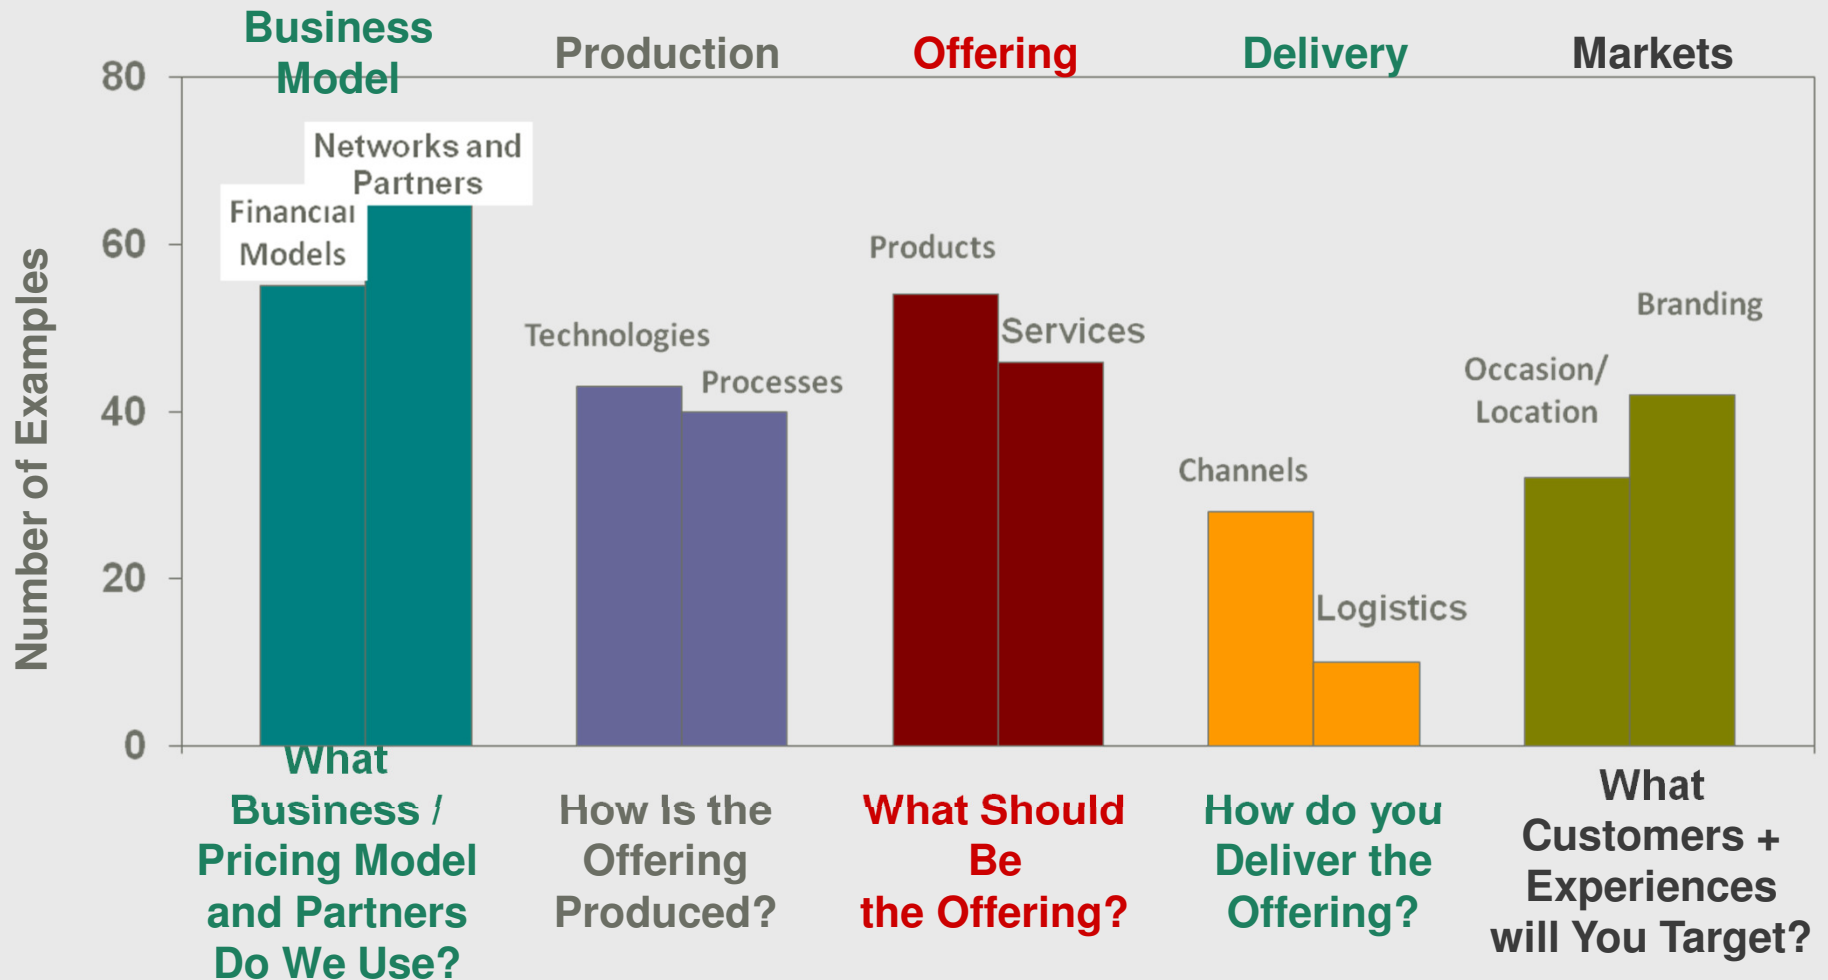 Business
Model
Production
Offering
Delivery
Markets
Number of Examples
80
60
40
20
0
Networks and
Partners
Financial
Models
Technologies
Processes
Products
Services
Channels
Logistics
Occasion/
Location
Branding
What
Business /
Pricing Model
and Partners
Do We Use?
How Is the
Offering
Produced?
What Should
Be
the Offering?
How do you
Deliver the
Offering?
What
Customers +
Experiences
will You Target?